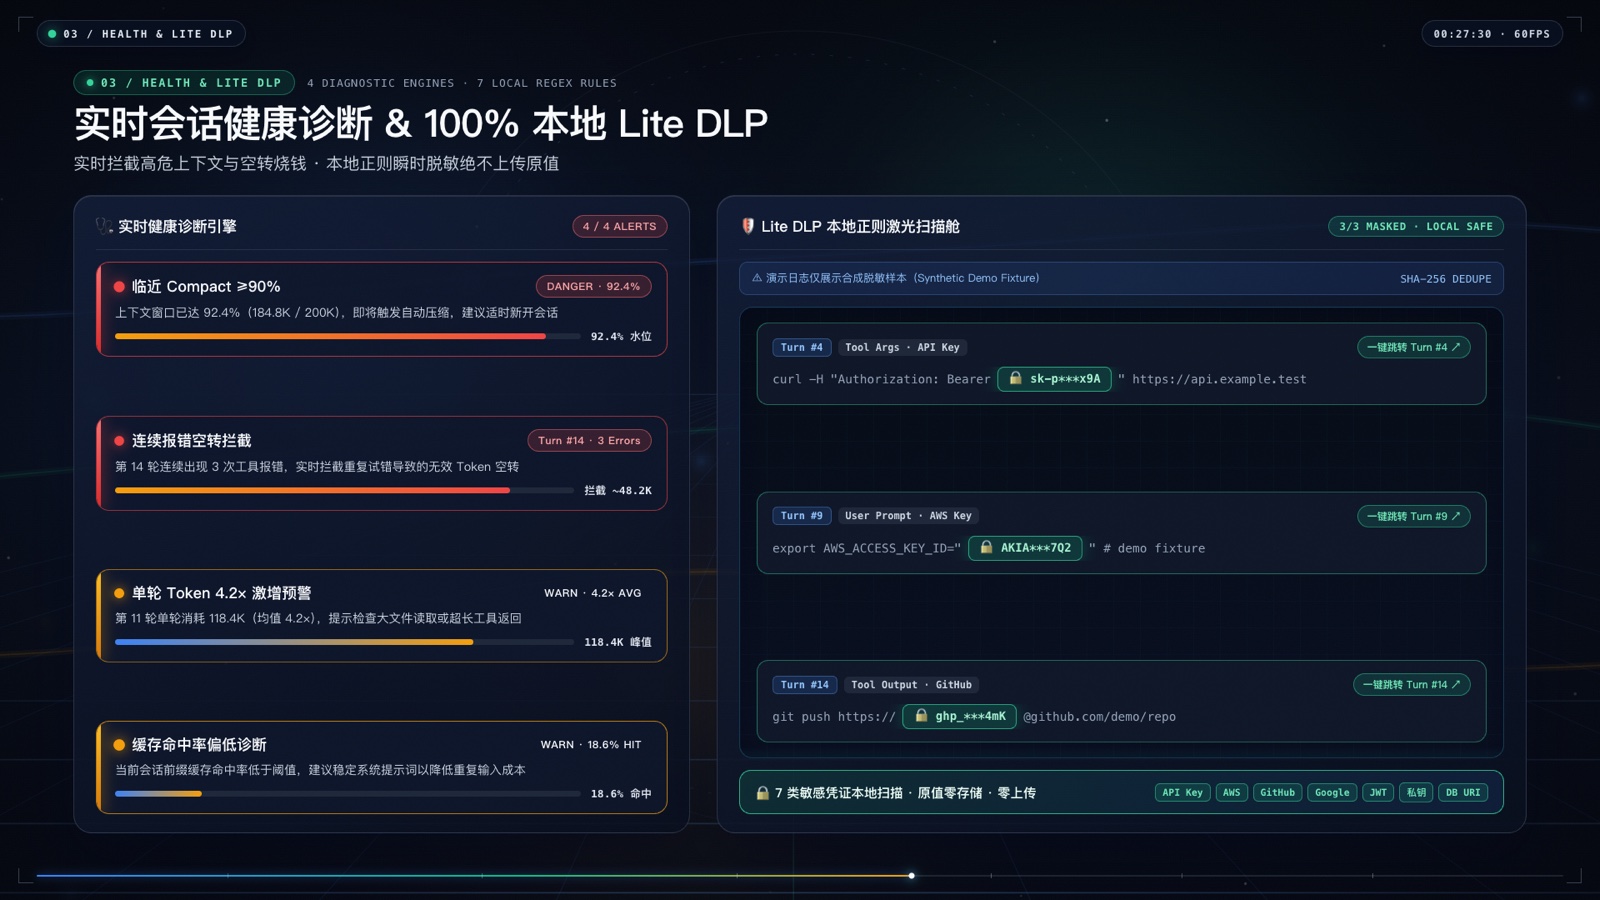 03 / HEALTH & LITE DLP
00:27:30 · 60FPS
03 / HEALTH & LITE DLP
4 DIAGNOSTIC ENGINES · 7 LOCAL REGEX RULES
实时会话健康诊断 & 100% 本地 Lite DLP
实时拦截高危上下文与空转烧钱 · 本地正则瞬时脱敏绝不上传原值
实时健康诊断引擎
4 / 4 ALERTS
临近 Compact ≥90%
DANGER · 92.4%
上下文窗口已达 92.4%（184.8K / 200K），即将触发自动压缩，建议适时新开会话
92.4% 水位
连续报错空转拦截
Turn #14 · 3 Errors
第 14 轮连续出现 3 次工具报错，实时拦截重复试错导致的无效 Token 空转
拦截 ~48.2K
单轮 Token 4.2× 激增预警
WARN · 4.2× AVG
第 11 轮单轮消耗 118.4K（均值 4.2×），提示检查大文件读取或超长工具返回
118.4K 峰值
缓存命中率偏低诊断
WARN · 18.6% HIT
当前会话前缀缓存命中率低于阈值，建议稳定系统提示词以降低重复输入成本
18.6% 命中
Lite DLP 本地正则激光扫描舱
3/3 MASKED · LOCAL SAFE
⚠ 演示日志仅展示合成脱敏样本（Synthetic Demo Fixture）
SHA-256 DEDUPE
Turn #4 Tool Args · API Key
一键跳转 Turn #4 ↗
curl -H "Authorization: Bearer 🔒 sk-p***x9A " https://api.example.test
Turn #9 User Prompt · AWS Key
一键跳转 Turn #9 ↗
export AWS_ACCESS_KEY_ID=" 🔒 AKIA***7Q2 " # demo fixture
Turn #14 Tool Output · GitHub
一键跳转 Turn #14 ↗
git push https:// 🔒 ghp_***4mK @github.com/demo/repo
🔒 7 类敏感凭证本地扫描 · 原值零存储 · 零上传
API Key AWS GitHub Google JWT 私钥 DB URI